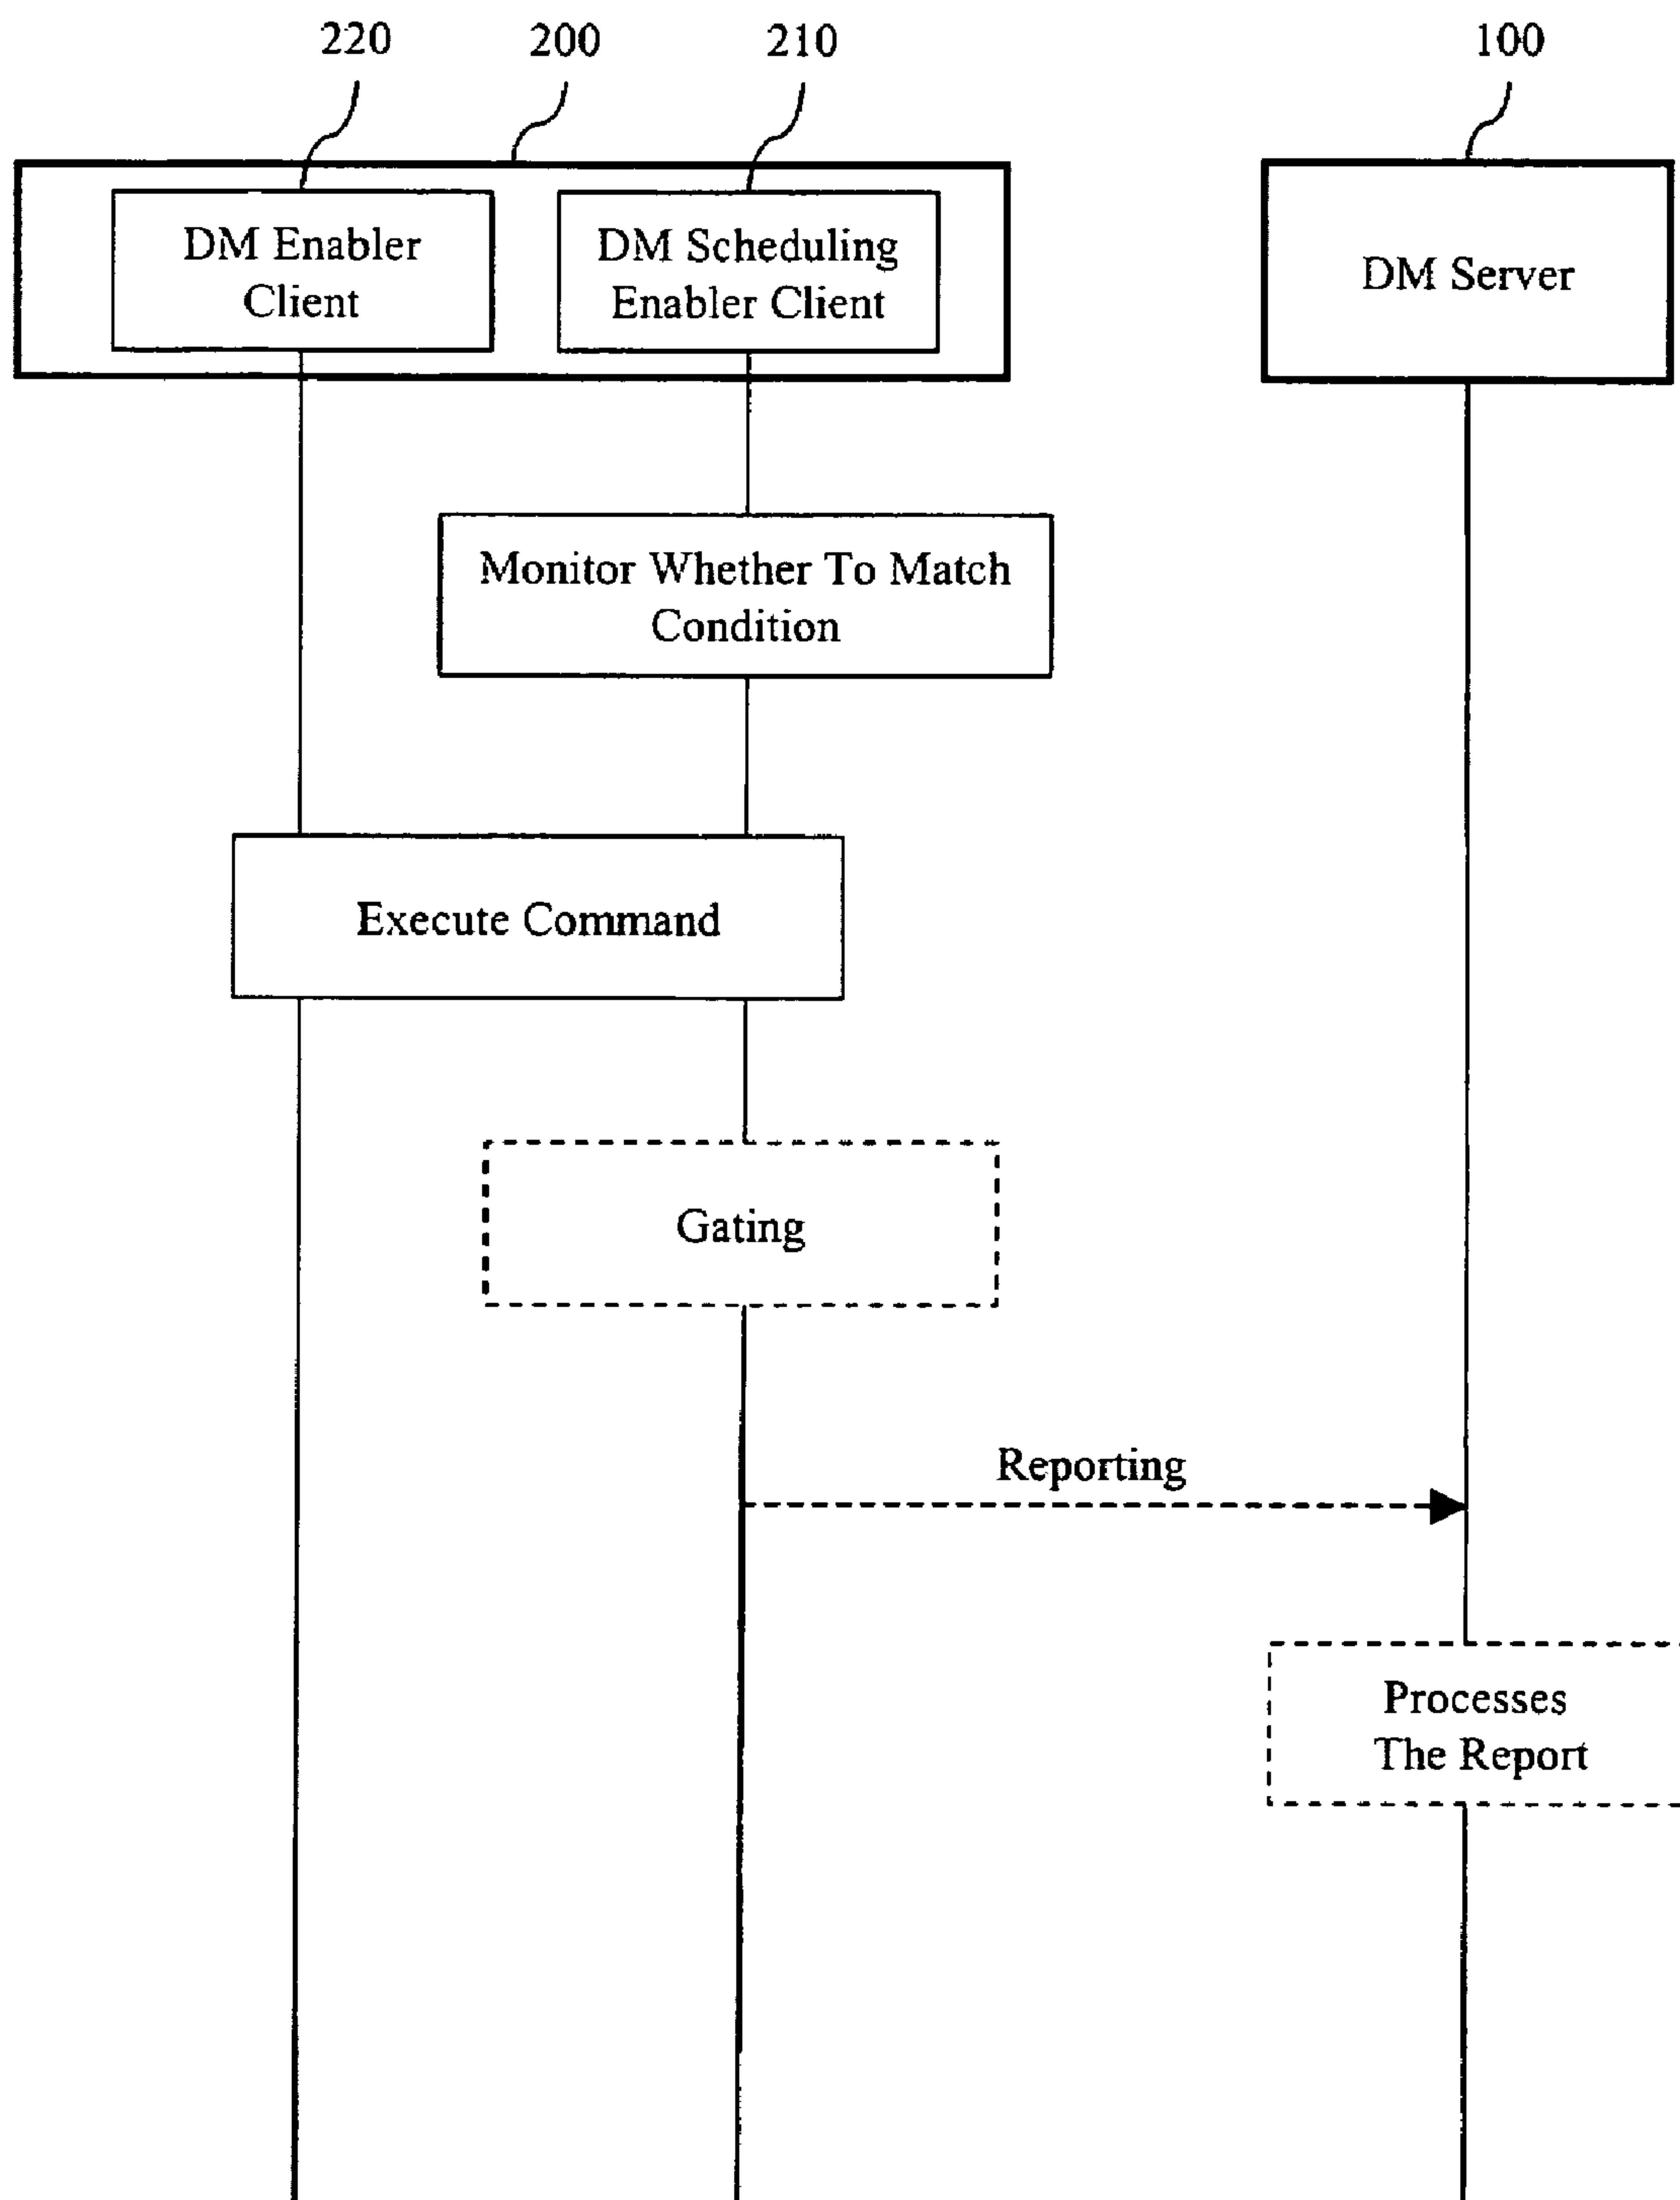 220
200
210
100
DM Enabler
Client
DM Scheduling
Enabler Client
DM Server
Monitor Whether To Match
Condition
Execute Command
Gating
Reporting
Processes
The Report